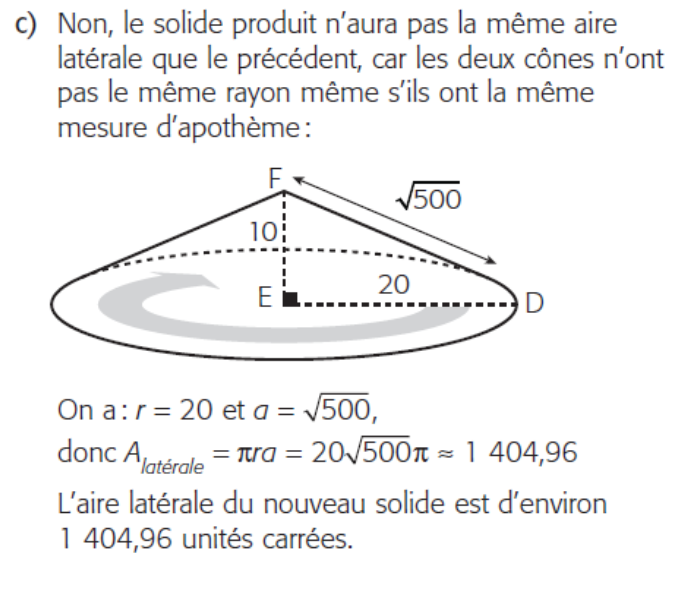 c) Non, le solide produit n’aura pas la même aire
latérale que le précédent, car les deux cônes n’ont
pas le même rayon même s’ils ont la même
mesure d’apothème :
F
√500
10
20
E
D
On a : r = 20 et a = √500,
donc A latérale = πra = 20√500π ≈ 1 404,96
L’aire latérale du nouveau solide est d’environ
1 404,96 unités carrées.